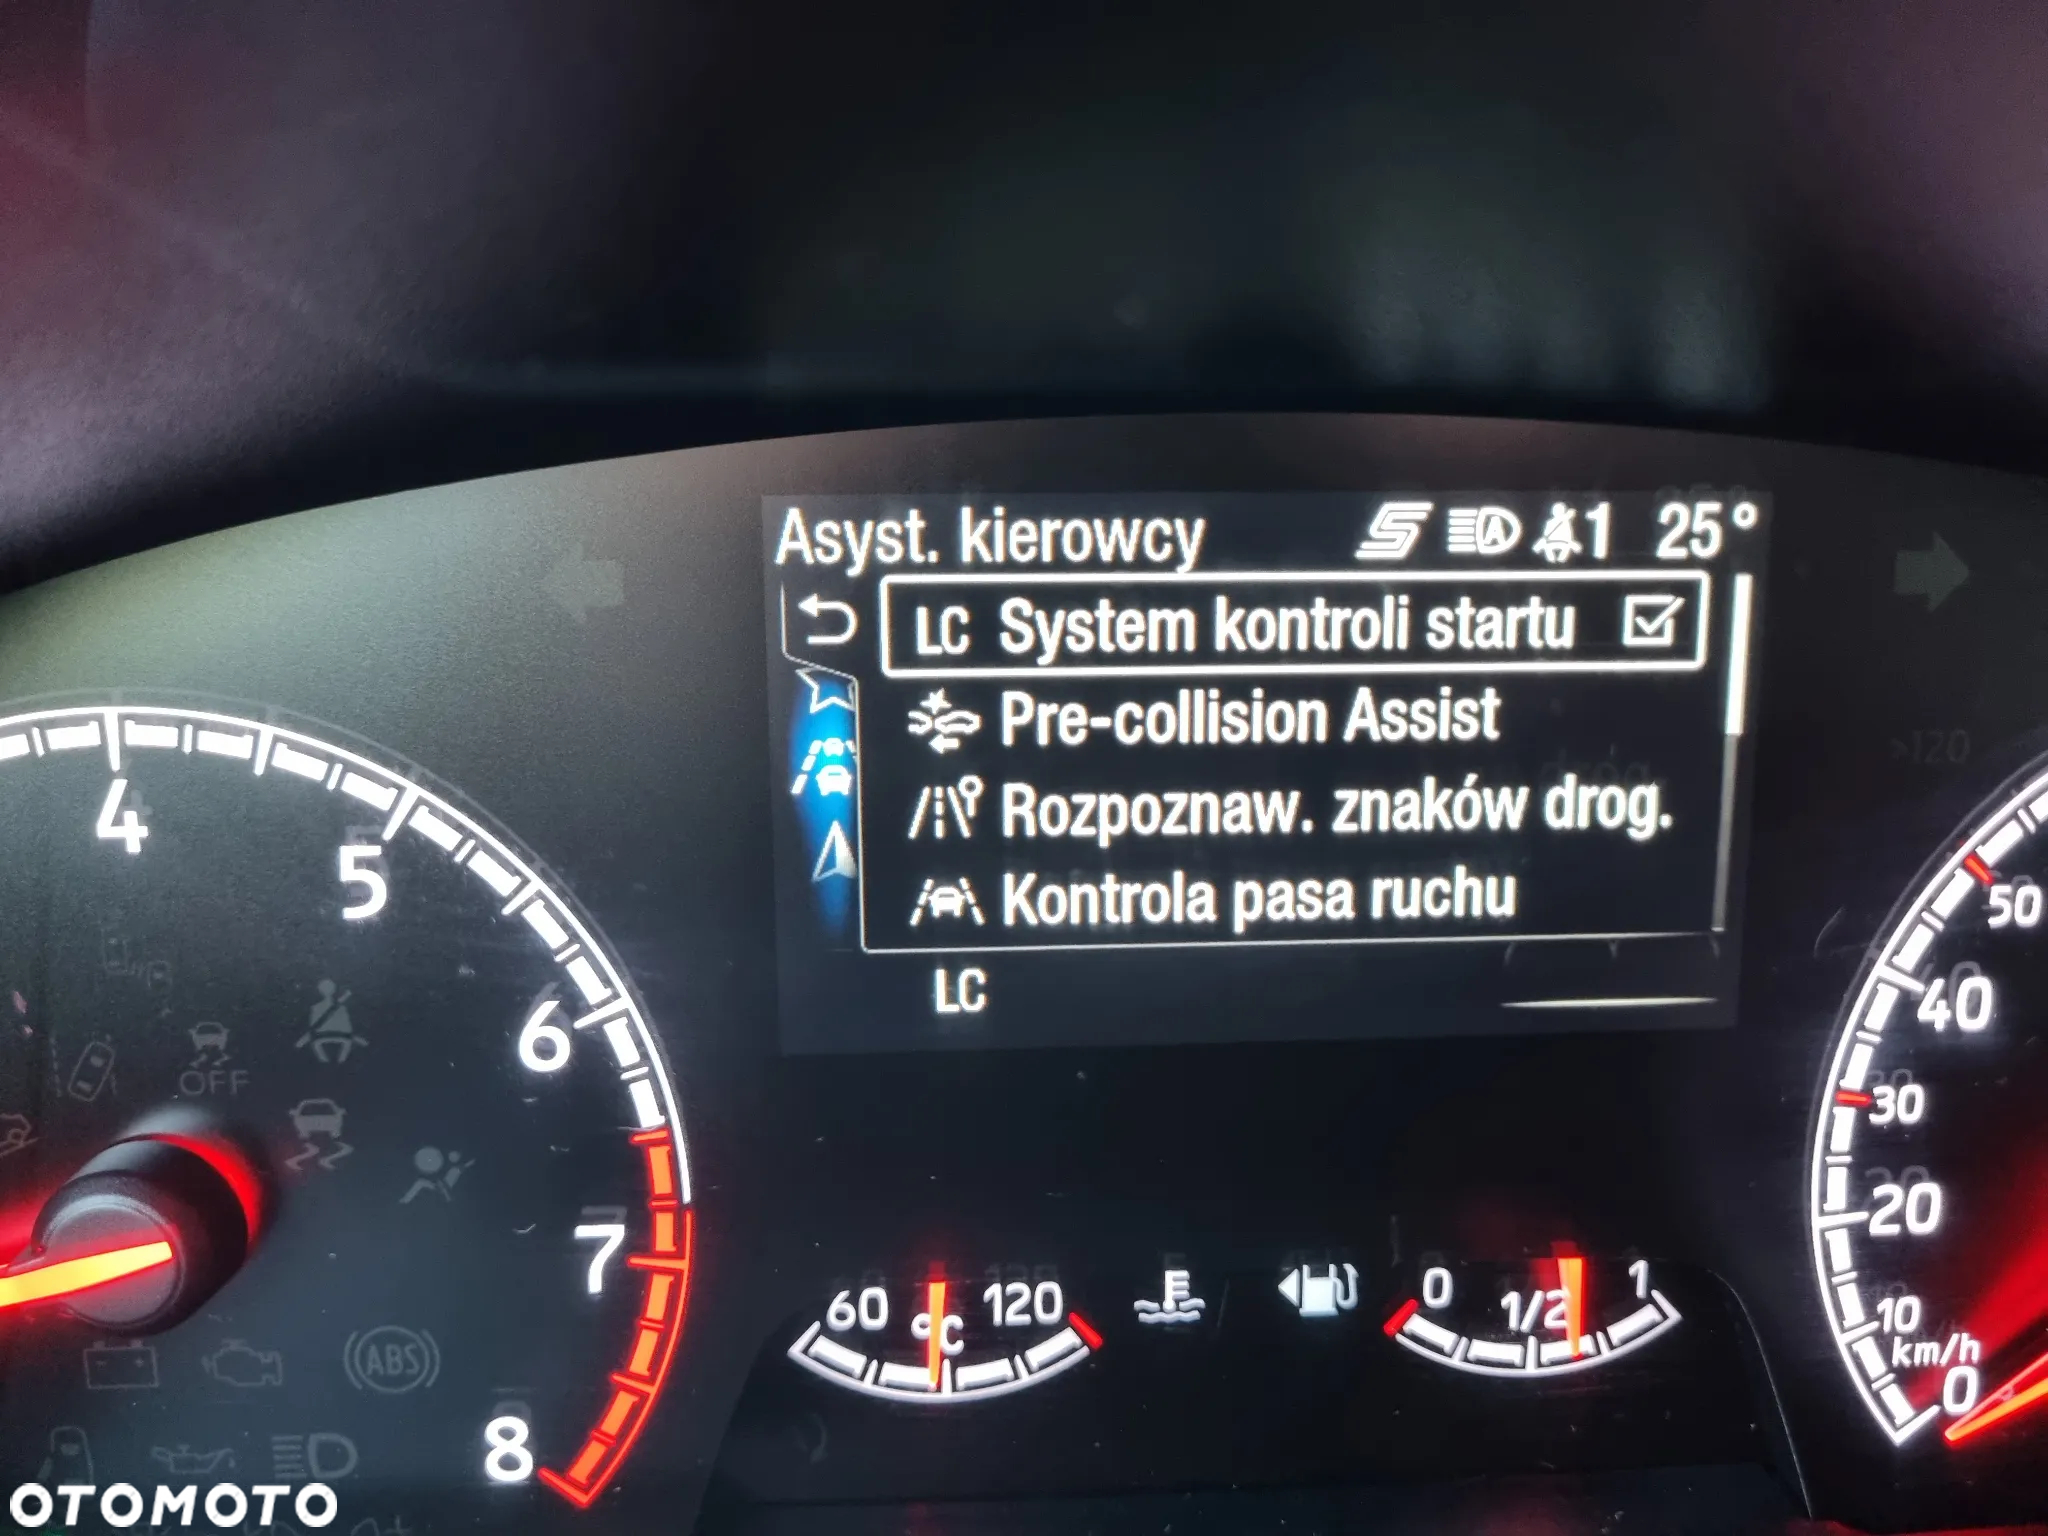 Asyst. kierowcy 1 25°
LC System kontroli startu
Pre-collision Assist
Rozpoznaw. znaków drog.
Kontrola pasa ruchu
LC
4
5
6
7
8
OFF
ABS
60 °C 120
0 1/2 1
50
40
30
20
10
km/h
0
OTOMOTO